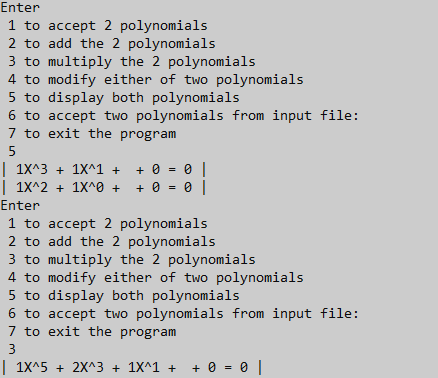 Enter
1 to accept 2 polynomials
2 to add the 2 polynomials
3 to multiply the 2 polynomials
4 to modify either of two polynomials
5 to display both polynomials
6 to accept two polynomials from input file:
7 to exit the program
5
| 1X^3 + 1X^1 +  + 0 = 0 |
| 1X^2 + 1X^0 +  + 0 = 0 |
Enter
1 to accept 2 polynomials
2 to add the 2 polynomials
3 to multiply the 2 polynomials
4 to modify either of two polynomials
5 to display both polynomials
6 to accept two polynomials from input file:
7 to exit the program
3
| 1X^5 + 2X^3 + 1X^1 +  + 0 = 0 |